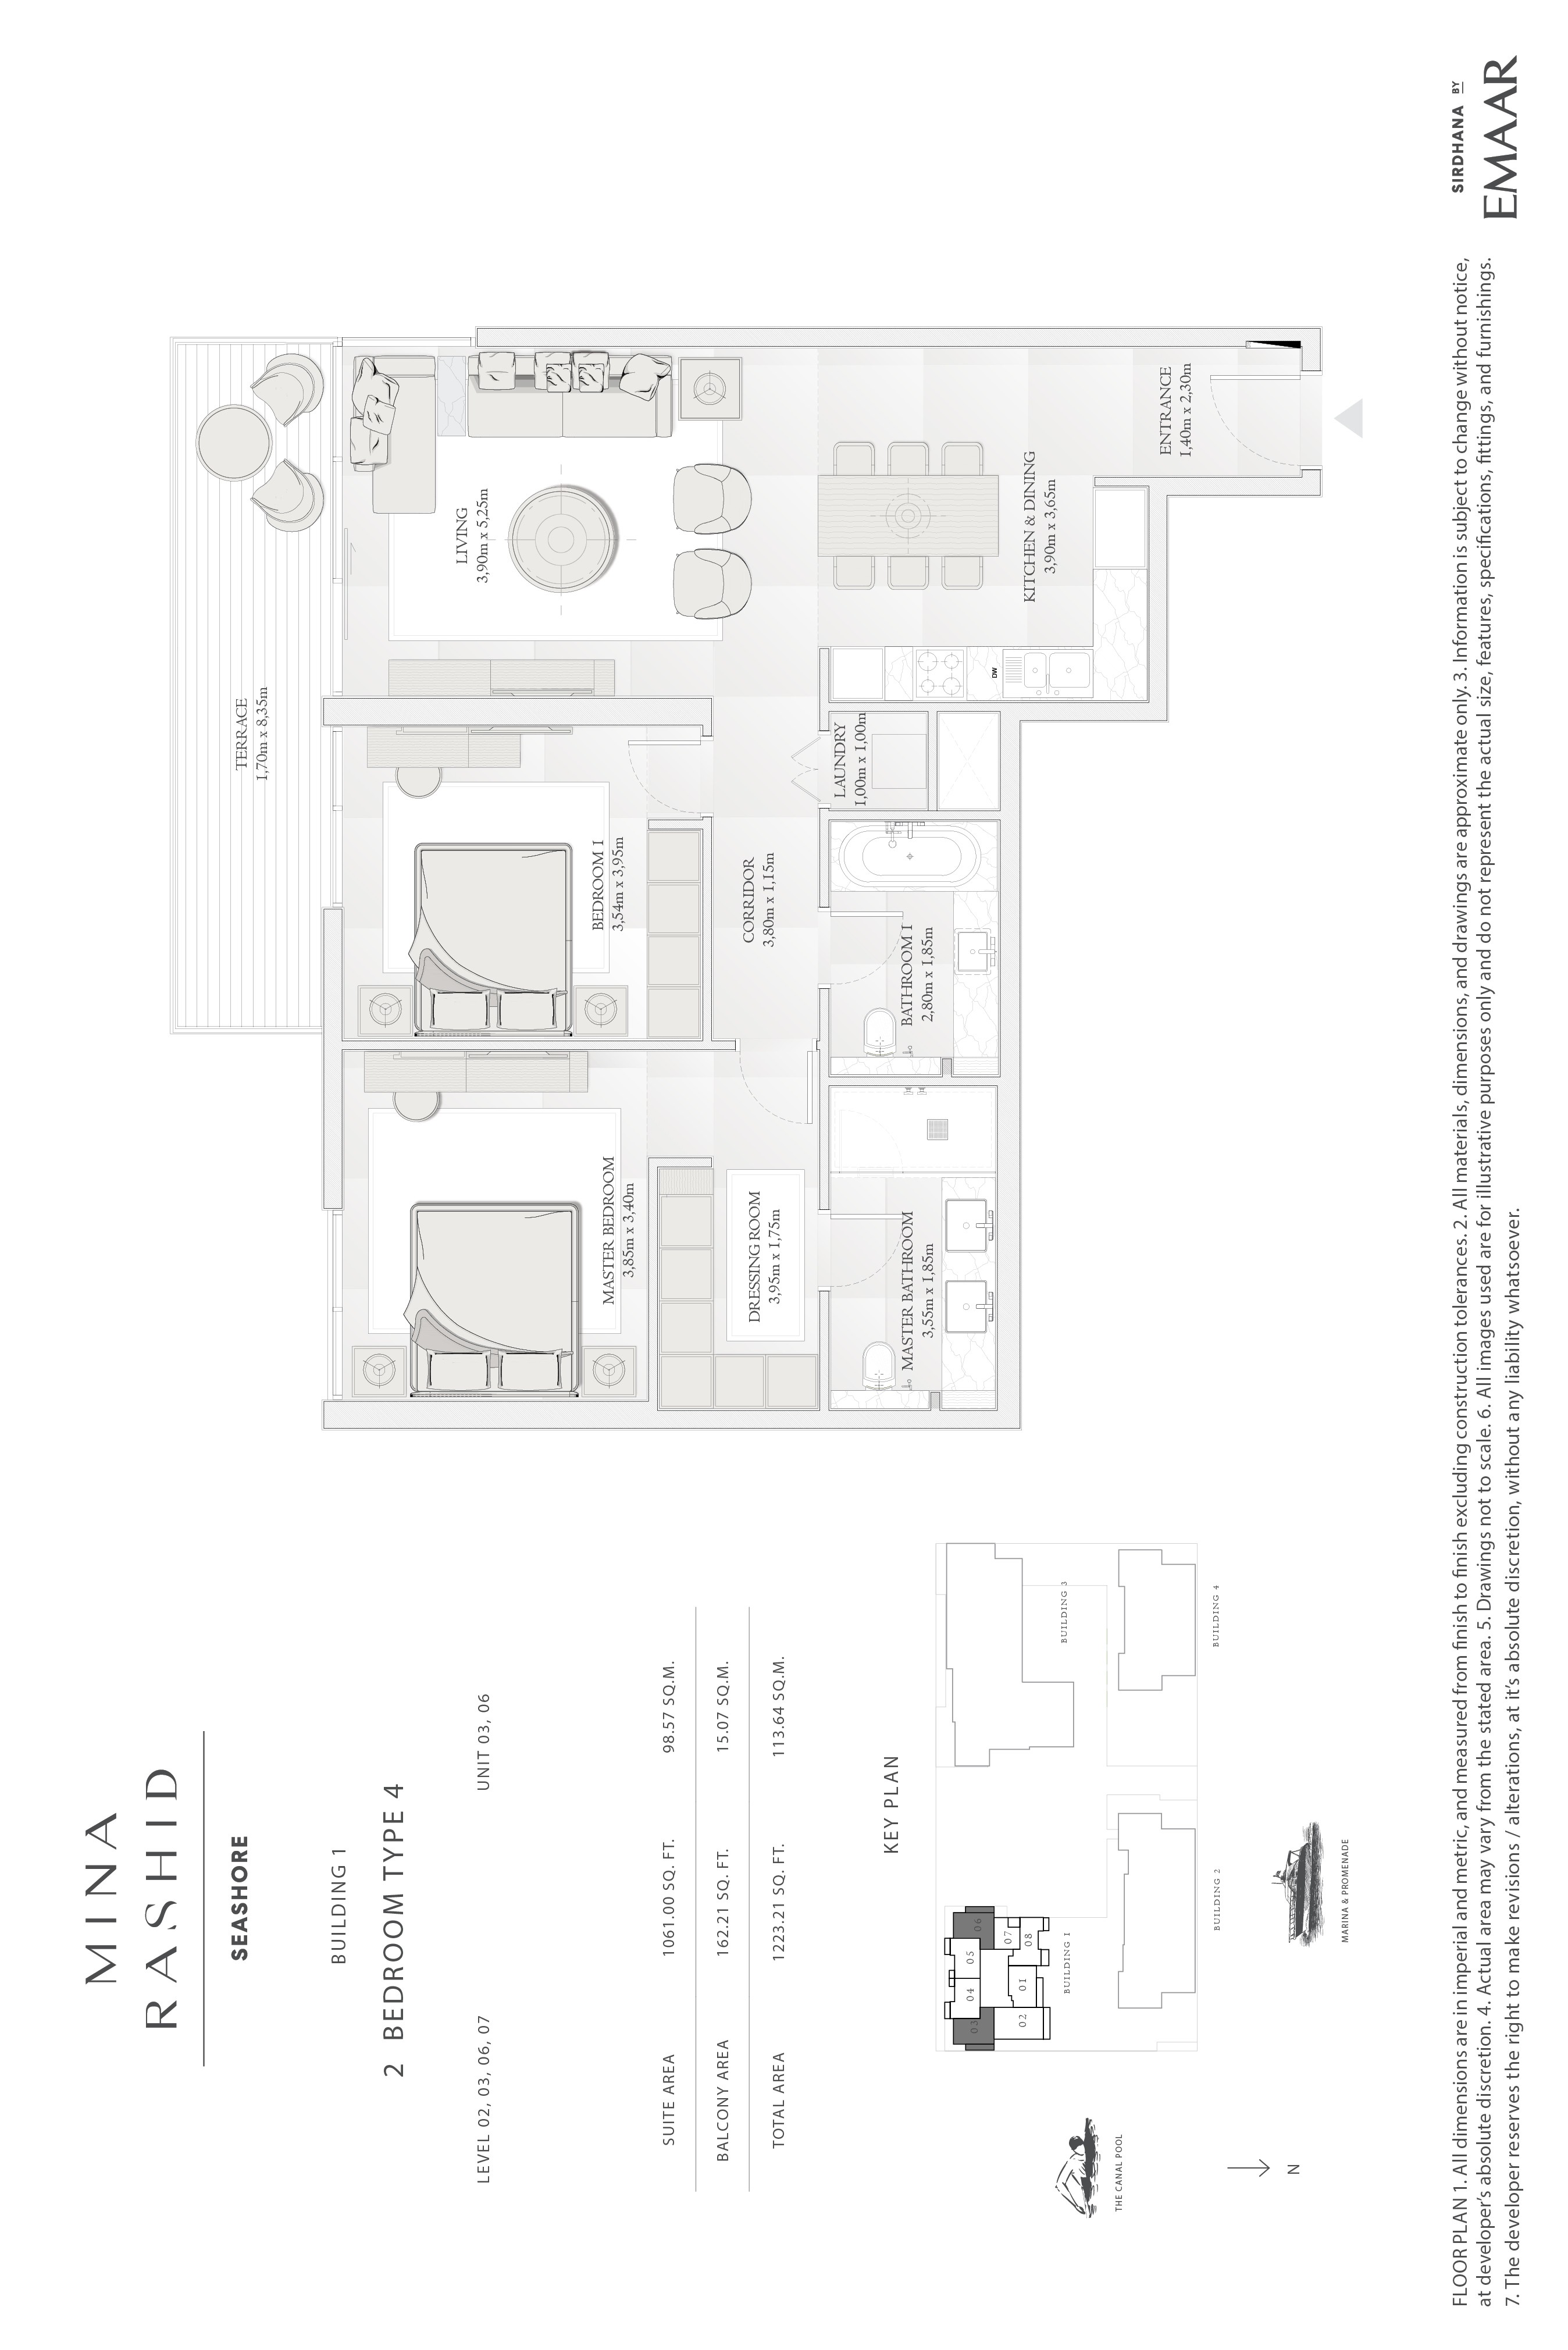 MINA
RASHID
SEASHORE
BUILDING 1
2 BEDROOM TYPE 4
LEVEL 02, 03, 06, 07
UNIT 03, 06
SUITE AREA 1061.00 SQ. FT. 98.57 SQ.M.
BALCONY AREA 162.21 SQ. FT. 15.07 SQ.M.
TOTAL AREA 1223.21 SQ. FT. 113.64 SQ.M.
KEY PLAN
03
04
05
06
07
08
01
02
BUILDING 1
BUILDING 2
BUILDING 3
BUILDING 4
THE CANAL POOL
MARINA & PROMENADE
N
TERRACE
1,70m x 8,35m
LIVING
3,90m x 5,25m
BEDROOM 1
3,54m x 3,95m
MASTER BEDROOM
3,85m x 3,40m
CORRIDOR
3,80m x 1,15m
DRESSING ROOM
3,95m x 1,75m
LAUNDRY
1,00m x 1,00m
BATHROOM 1
2,80m x 1,85m
MASTER BATHROOM
3,55m x 1,85m
DW
KITCHEN & DINING
3,90m x 3,65m
ENTRANCE
1,40m x 2,30m
FLOOR PLAN 1. All dimensions are in imperial and metric, and measured from finish to finish excluding construction tolerances. 2. All materials, dimensions, and drawings are approximate only. 3. Information is subject to change without notice,
at developer's absolute discretion. 4. Actual area may vary from the stated area. 5. Drawings not to scale. 6. All images used are for illustrative purposes only and do not represent the actual size, features, specifications, fittings, and furnishings.
7. The developer reserves the right to make revisions / alterations, at it's absolute discretion, without any liability whatsoever.
SIRDHANA BY
EMAAR